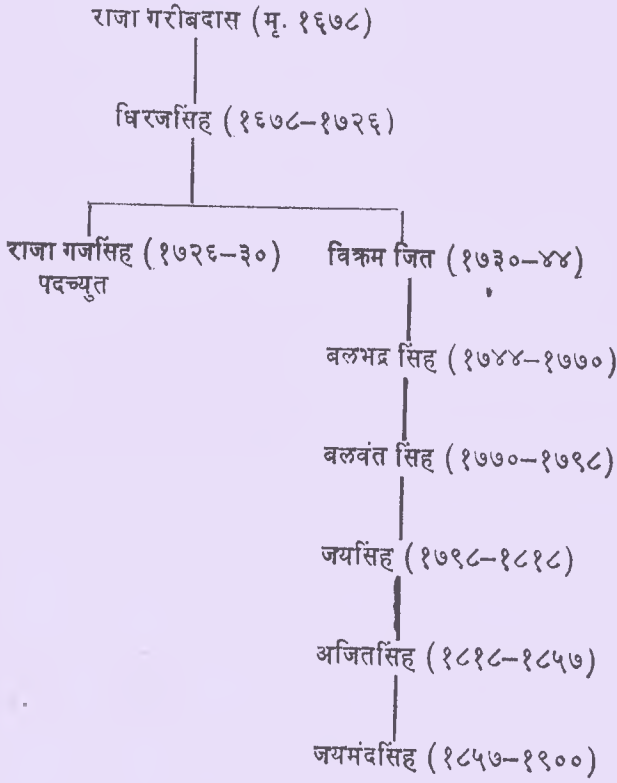 राजा गरीबदास (मृ. १६७८)
धिरजसिंह (१६७८–१७२६)
राजा गजसिंह (१७२६–३०)
पदच्युत
विक्रम जित (१७३०–४४)
बलभद्र सिंह (१७४४–१७७०)
बलवंत सिंह (१७७०–१७९८)
जयसिंह (१७९८–१८१८)
अजितसिंह (१८१८–१८५७)
जयमंदसिंह (१८५७–१९००)